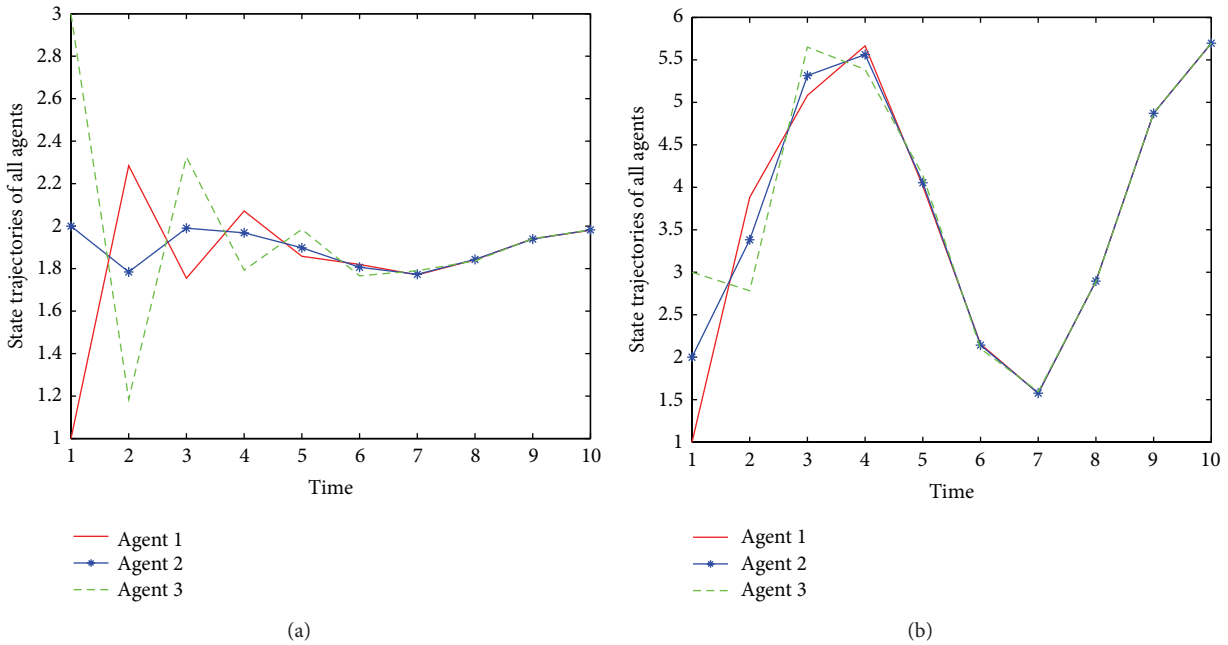 State trajectories of all agents
3
2.8
2.6
2.4
2.2
2
1.8
1.6
1.4
1.2
1
1 2 3 4 5 6 7 8 9 10
Time
Agent 1
Agent 2
Agent 3
(a)
State trajectories of all agents
6
5.5
5
4.5
4
3.5
3
2.5
2
1.5
1
1 2 3 4 5 6 7 8 9 10
Time
Agent 1
Agent 2
Agent 3
(b)